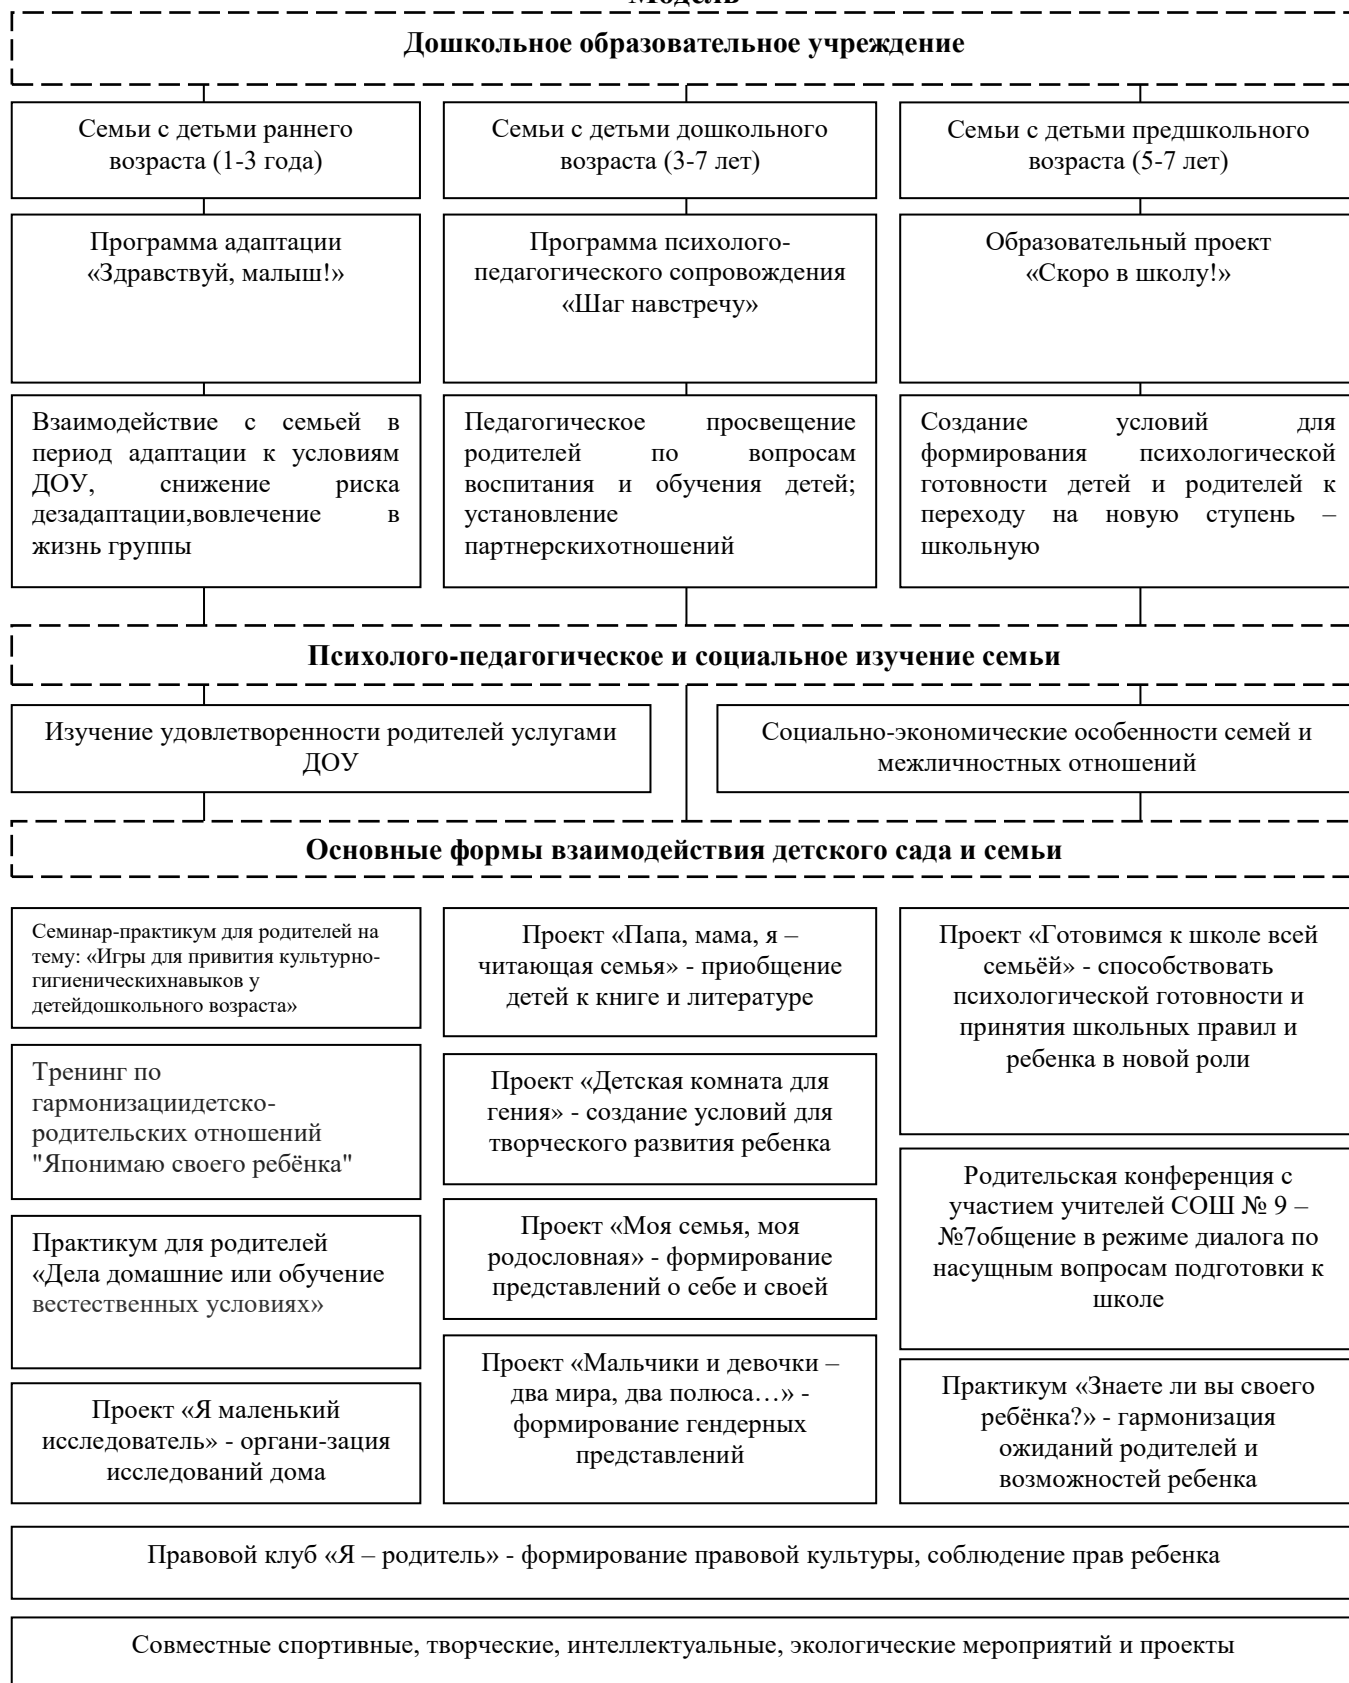 Модель
Дошкольное образовательное учреждение
Семьи с детьми раннего
возраста (1-3 года)
Семьи с детьми дошкольного
возраста (3-7 лет)
Семьи с детьми предшкольного
возраста (5-7 лет)
Программа адаптации
«Здравствуй, малыш!»
Программа психолого-
педагогического сопровождения
«Шаг навстречу»
Образовательный проект
«Скоро в школу!»
Взаимодействие с семьей в
период адаптации к условиям
ДОУ, снижение риска
дезадаптации,вовлечение в
жизнь группы
Педагогическое просвещение
родителей по вопросам
воспитания и обучения детей;
установление
партнерскихотношений
Создание условий для
формирования психологической
готовности детей и родителей к
переходу на новую ступень –
школьную
Психолого-педагогическое и социальное изучение семьи
Изучение удовлетворенности родителей услугами
ДОУ
Социально-экономические особенности семей и
межличностных отношений
Основные формы взаимодействия детского сада и семьи
Семинар-практикум для родителей на
тему: «Игры для привития культурно-
гигиеническихнавыков у
детейдошкольного возраста»
Тренинг по
гармонизациидетско-
родительских отношений
"Японимаю своего ребёнка"
Практикум для родителей
«Дела домашние или обучение
вестественных условиях»
Проект «Я маленький
исследователь» - органи-зация
исследований дома
Проект «Папа, мама, я –
читающая семья» - приобщение
детей к книге и литературе
Проект «Детская комната для
гения» - создание условий для
творческого развития ребенка
Проект «Моя семья, моя
родословная» - формирование
представлений о себе и своей
Проект «Мальчики и девочки –
два мира, два полюса…» -
формирование гендерных
представлений
Проект «Готовимся к школе всей
семьёй» - способствовать
психологической готовности и
принятия школьных правил и
ребенка в новой роли
Родительская конференция с
участием учителей СОШ № 9 –
№7общение в режиме диалога по
насущным вопросам подготовки к
школе
Практикум «Знаете ли вы своего
ребёнка?» - гармонизация
ожиданий родителей и
возможностей ребенка
Правовой клуб «Я – родитель» - формирование правовой культуры, соблюдение прав ребенка
Совместные спортивные, творческие, интеллектуальные, экологические мероприятий и проекты